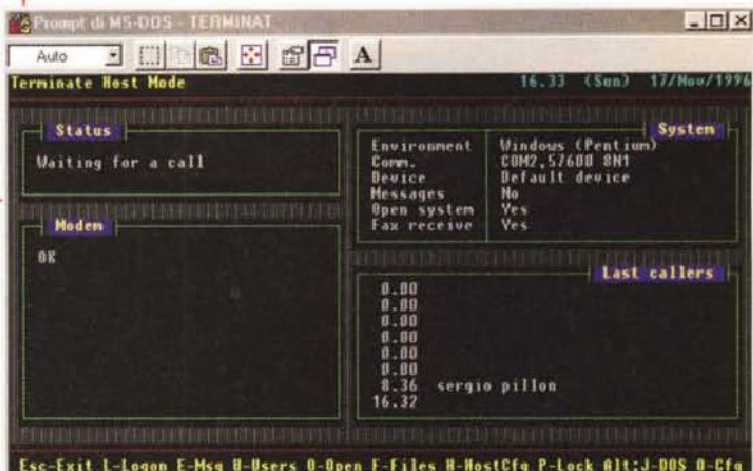 Prompt di MS-DOS - TERMINAT
Auto
A
Terminate Host Mode 16.33 (Sun) 17/Nov/1996
Status
Waiting for a call
System
Environment Windows (Pentium)
Comm. COM2,57600 8N1
Device Default device
Messages No
Open system Yes
Fax receive Yes
Modem
OK
Last callers
0.00
0.00
0.00
0.00
0.00
0.00
8.36 sergio pillon
16.32
Esc-Exit L-Logon E-Msg U-Users O-Open F-Files H-HostCfg P-Lock Alt:J-DOS O-Cfg